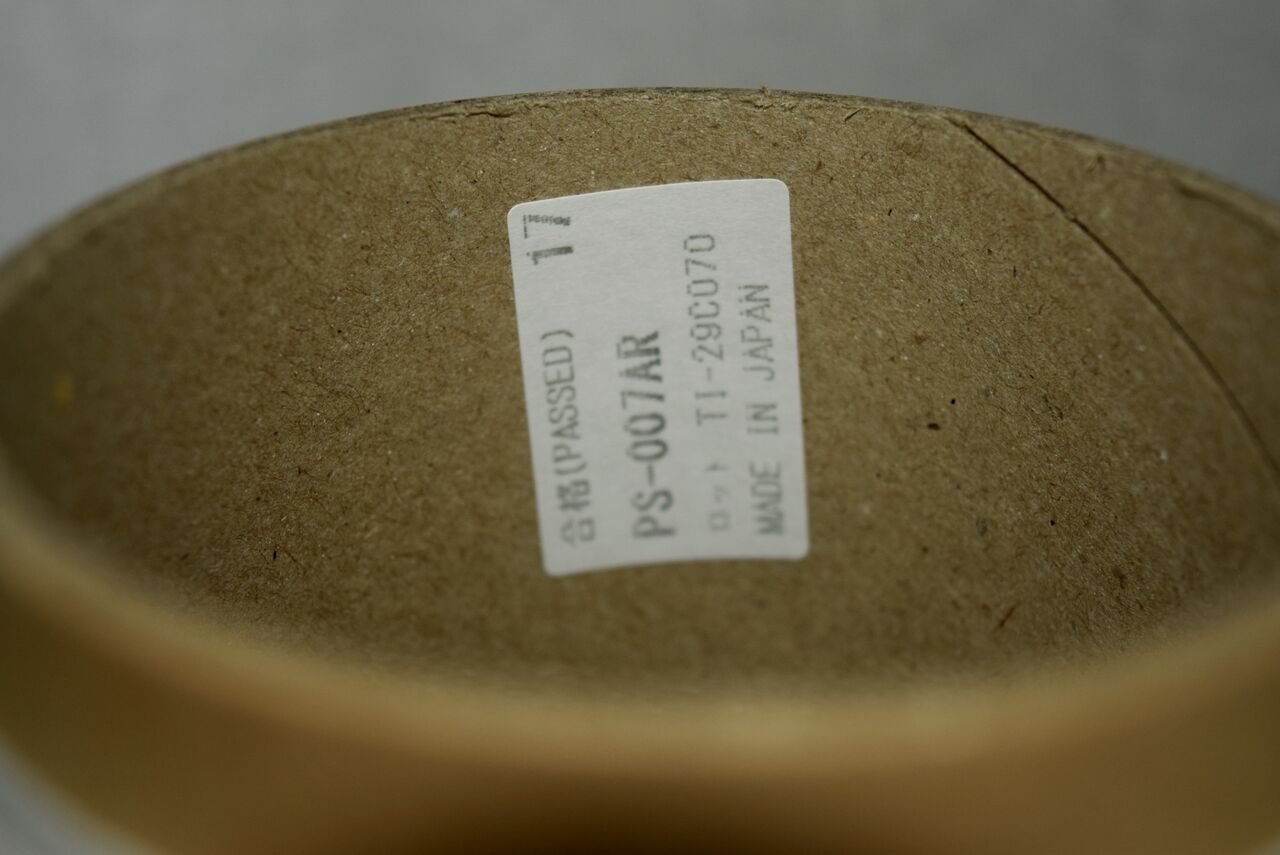 合格(PASSED) 17
PS-007AR
ロット TI-29C070
MADE IN JAPAN